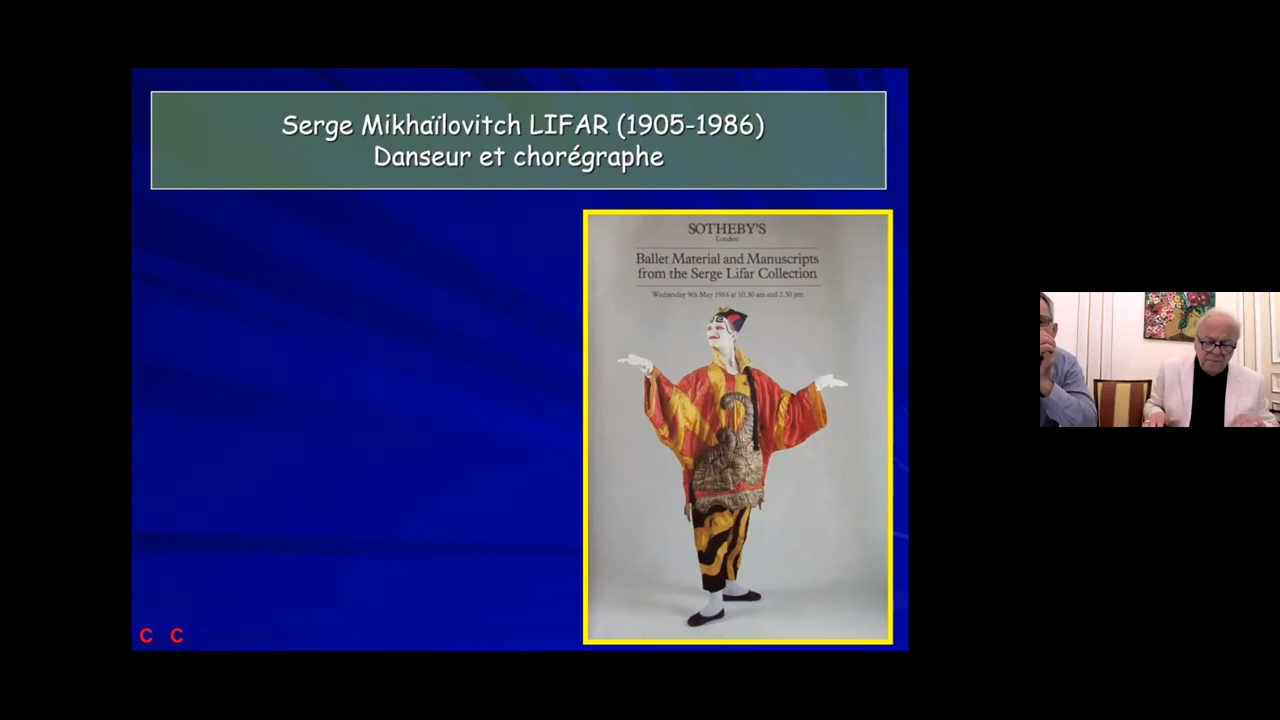 Serge Mikhaïlovitch LIFAR (1905-1986)
Danseur et chorégraphe
SOTHEBY'S
London
Ballet Material and Manuscripts
from the Serge Lifar Collection
Wednesday 9th May 1984 at 10.30 am and 2.30 pm
C C